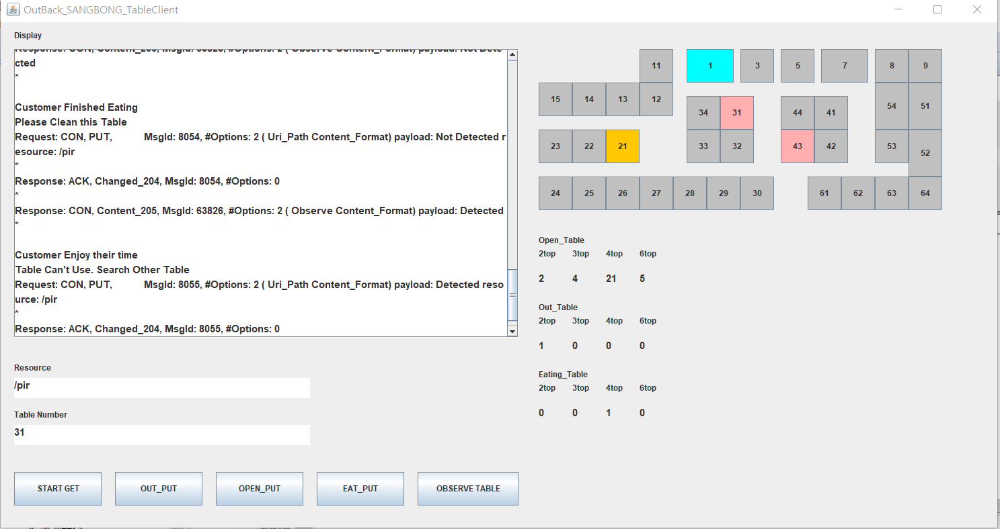 OutBack_SANGBONG_TableClient
Display
Response: CON, Content_205, MsgId: 63826, #Options: 2 ( Observe Content_Format) payload: Not Dete
cted
*
Customer Finished Eating
Please Clean this Table
Request: CON, PUT, MsgId: 8054, #Options: 2 ( Uri_Path Content_Format) payload: Not Detected r
esource: /pir
*
Response: ACK, Changed_204, MsgId: 8054, #Options: 0
*
Response: CON, Content_205, MsgId: 63826, #Options: 2 ( Observe Content_Format) payload: Detected
*
Customer Enjoy their time
Table Can't Use. Search Other Table
Request: CON, PUT, MsgId: 8055, #Options: 2 ( Uri_Path Content_Format) payload: Detected reso
urce: /pir
*
Response: ACK, Changed_204, MsgId: 8055, #Options: 0
Resource
/pir
Table Number
31
START GET OUT_PUT OPEN_PUT EAT_PUT OBSERVE TABLE
11 1 3 5 7 8 9
15 14 13 12 34 31 44 41 54 51
23 22 21 33 32 43 42 53 52
24 25 26 27 28 29 30 61 62 63 64
Open_Table
2top 3top 4top 6top
2 4 21 5
Out_Table
2top 3top 4top 6top
1 0 0 0
Eating_Table
2top 3top 4top 6top
0 0 1 0